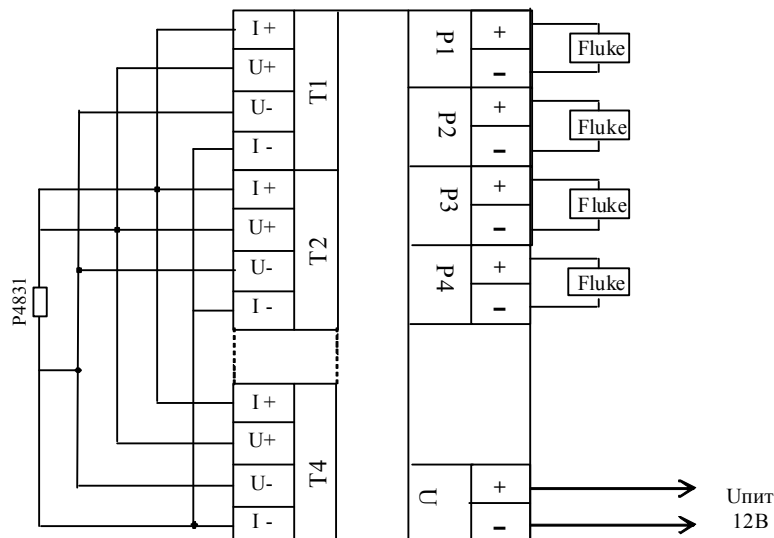 I +
U+
U-
I -
T1
I +
U+
U-
I -
T2
I +
U+
U-
I -
T4
P4831
P1
+
-
Fluke
P2
+
-
Fluke
P3
+
-
Fluke
P4
+
-
Fluke
U
+
-
Uпит
12В